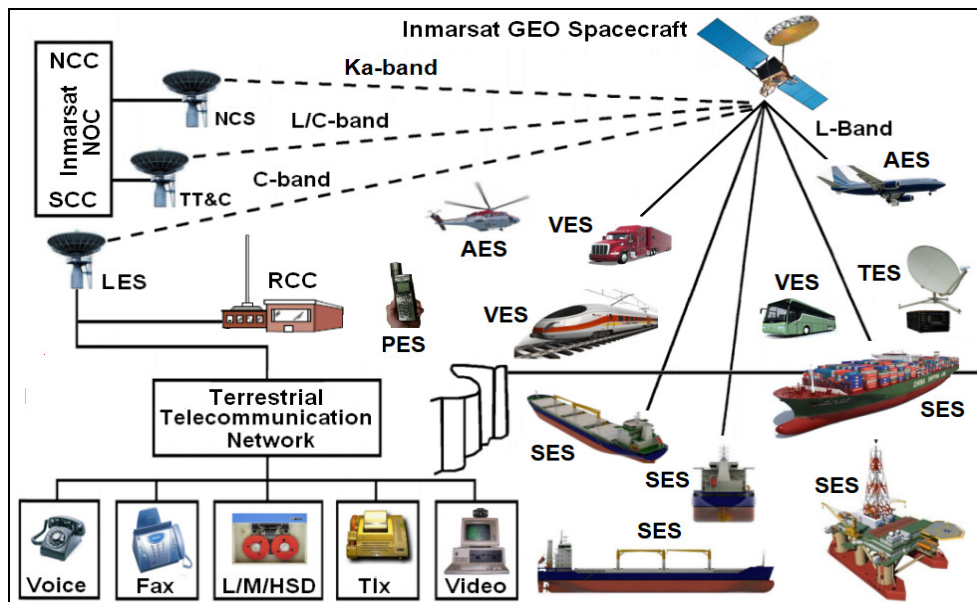 Inmarsat GEO Spacecraft
NCC
Inmarsat
NOC
SCC
Ka-band
NCS
L/C-band
TT&C
C-band
LES
L-Band
AES
AES
VES
RCC
PES
VES
VES
TES
Terrestrial
Telecommunication
Network
SES
SES
SES
SES
SES
Voice
Fax
L/M/HSD
Tlx
Video